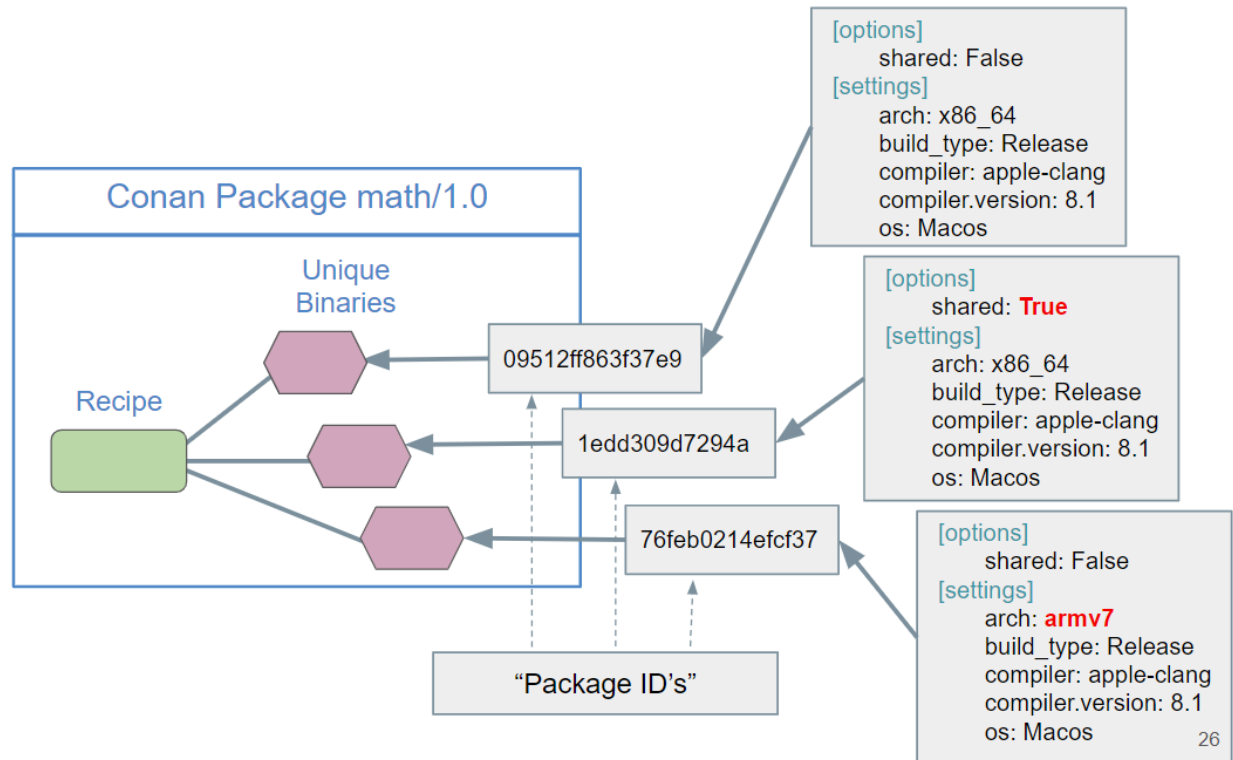 [options]
shared: False
[settings]
arch: x86_64
build_type: Release
compiler: apple-clang
compiler.version: 8.1
os: Macos
Conan Package math/1.0
Unique
Binaries
Recipe
09512ff863f37e9
1edd309d7294a
76feb0214efcf37
“Package ID’s”
[options]
shared: True
[settings]
arch: x86_64
build_type: Release
compiler: apple-clang
compiler.version: 8.1
os: Macos
[options]
shared: False
[settings]
arch: armv7
build_type: Release
compiler: apple-clang
compiler.version: 8.1
os: Macos
26